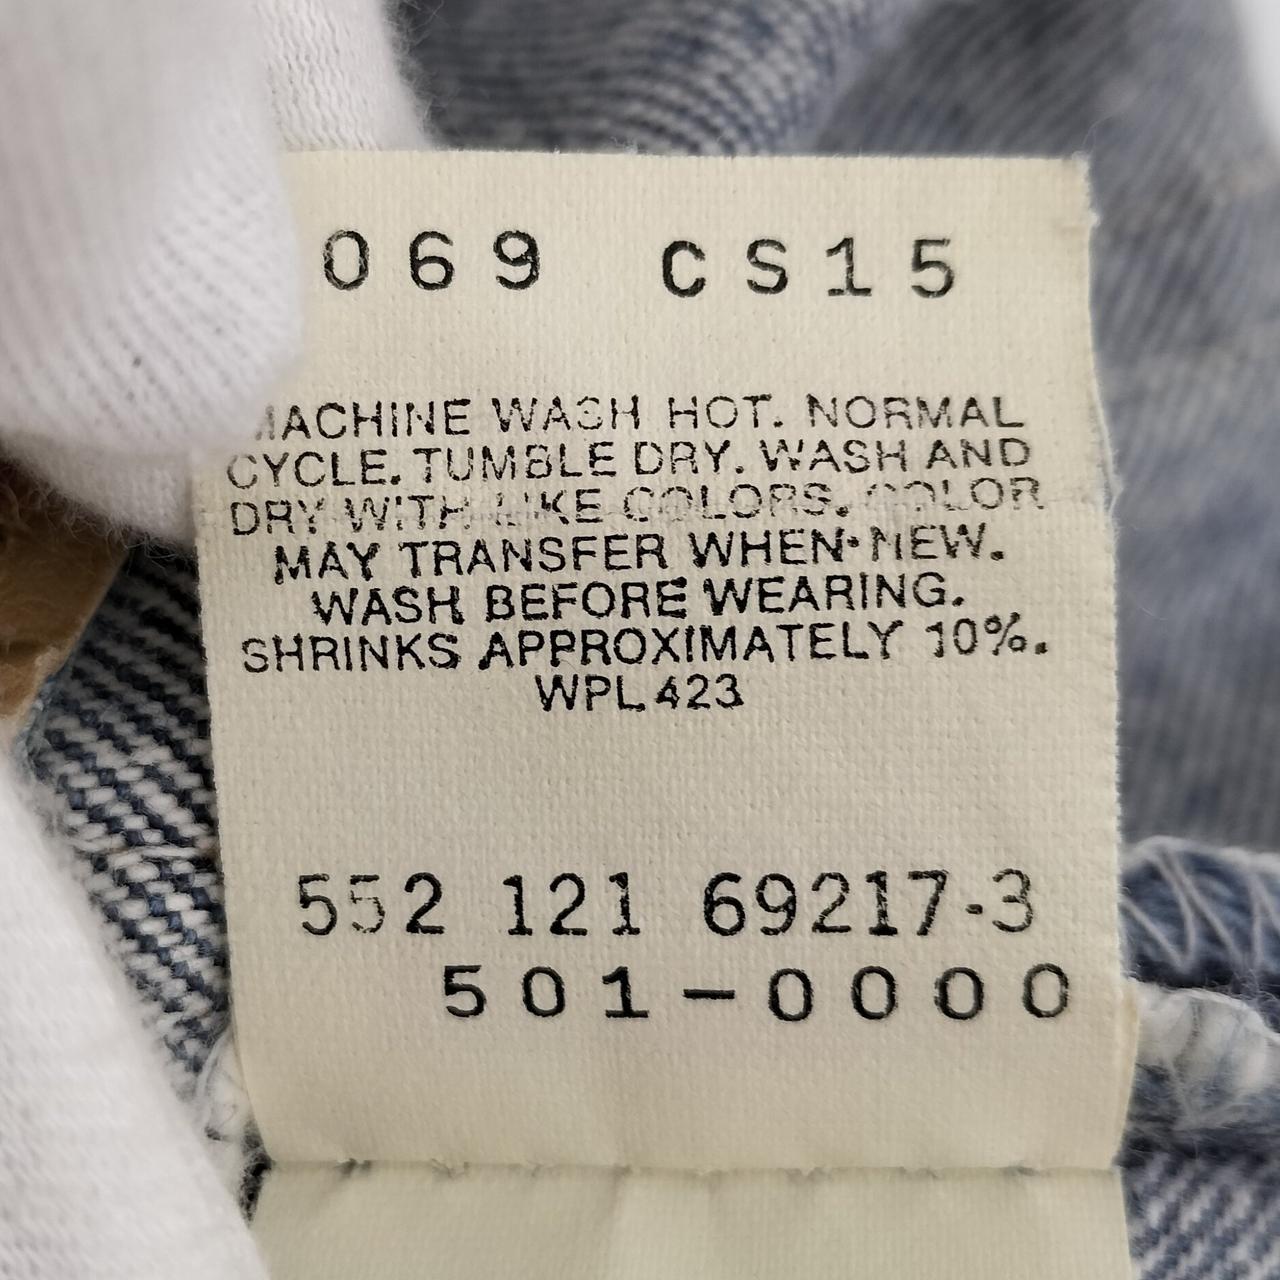 069 CS15
MACHINE WASH HOT. NORMAL
CYCLE. TUMBLE DRY. WASH AND
DRY WITH LIKE COLORS. COLOR
MAY TRANSFER WHEN NEW.
WASH BEFORE WEARING.
SHRINKS APPROXIMATELY 10%.
WPL 423
552 121 69217-3
501-0000